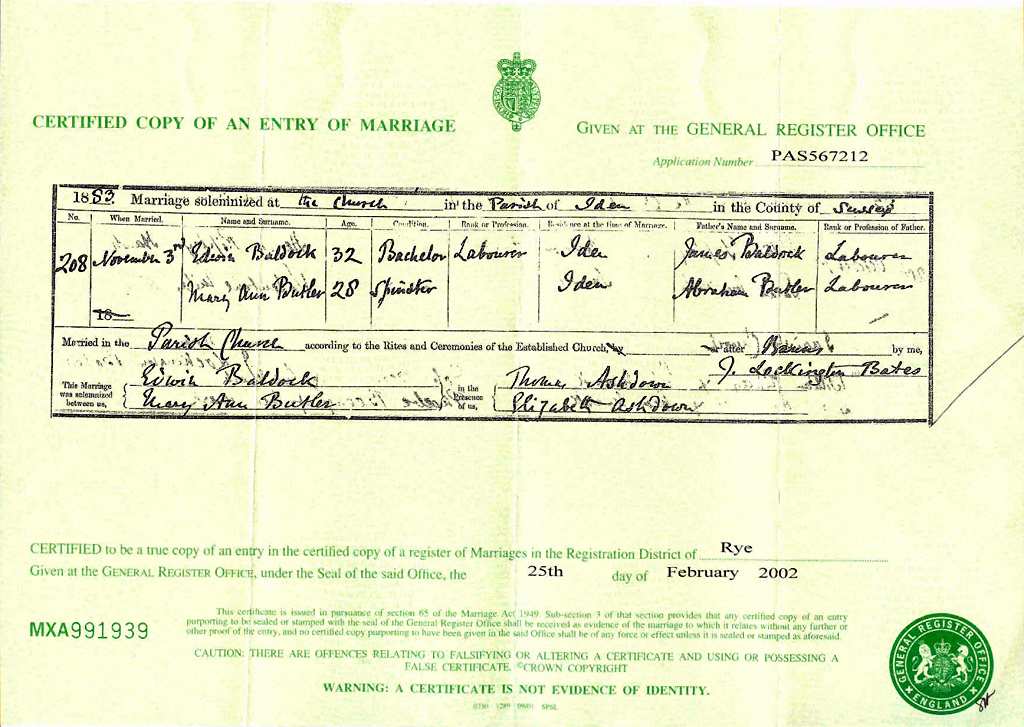 CERTIFIED COPY OF AN ENTRY OF MARRIAGE
GIVEN AT THE GENERAL REGISTER OFFICE
Application Number PAS567212
1883. Marriage solemnized at the Church in the Parish of Iden in the County of Sussex
No. When Married. Name and Surname. Age. Condition. Rank or Profession. Residence at the time of Marriage. Father's Name and Surname. Rank or Profession of Father.
208 November 3rd Edwin Baldock 32 Bachelor Labourer Iden James Baldock Labourer
Mary Ann Butler 28 Spinster Iden Abraham Butler Labourer
18
Married in the Parish Church according to the Rites and Ceremonies of the Established Church, by or after Banns by me,
J. Lockington Bates
This Marriage was solemnized between us, Edwin Baldock in the Presence of us, Thomas Ashdown
Mary Ann Butler Elizabeth Ashdown
CERTIFIED to be a true copy of an entry in the certified copy of a register of Marriages in the Registration District of Rye
Given at the GENERAL REGISTER OFFICE, under the Seal of the said Office, the 25th day of February 2002
MXA991939
This certificate is issued in pursuance of section 65 of the Marriage Act 1949. Sub-section 3 of that section provides that any certified copy of an entry
purporting to be sealed or stamped with the seal of the General Register Office shall be received as evidence of the marriage to which it relates without any further or
other proof of the entry, and no certified copy purporting to have been given in the said Office shall be of any force or effect unless it is sealed or stamped as aforesaid.
CAUTION: THERE ARE OFFENCES RELATING TO FALSIFYING OR ALTERING A CERTIFICATE AND USING OR POSSESSING A
FALSE CERTIFICATE. ©CROWN COPYRIGHT
WARNING: A CERTIFICATE IS NOT EVIDENCE OF IDENTITY.
SPSL
GENERAL REGISTER OFFICE
ENGLAND